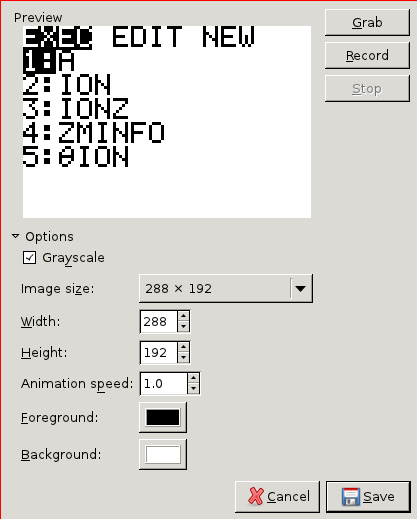 Preview
EXEC EDIT NEW
1:A
2:ION
3:IONZ
4:ZMINFO
5:θION
Grab
Record
Stop
Options
Grayscale
Image size: 288 × 192
Width: 288
Height: 192
Animation speed: 1.0
Foreground:
Background:
Cancel Save